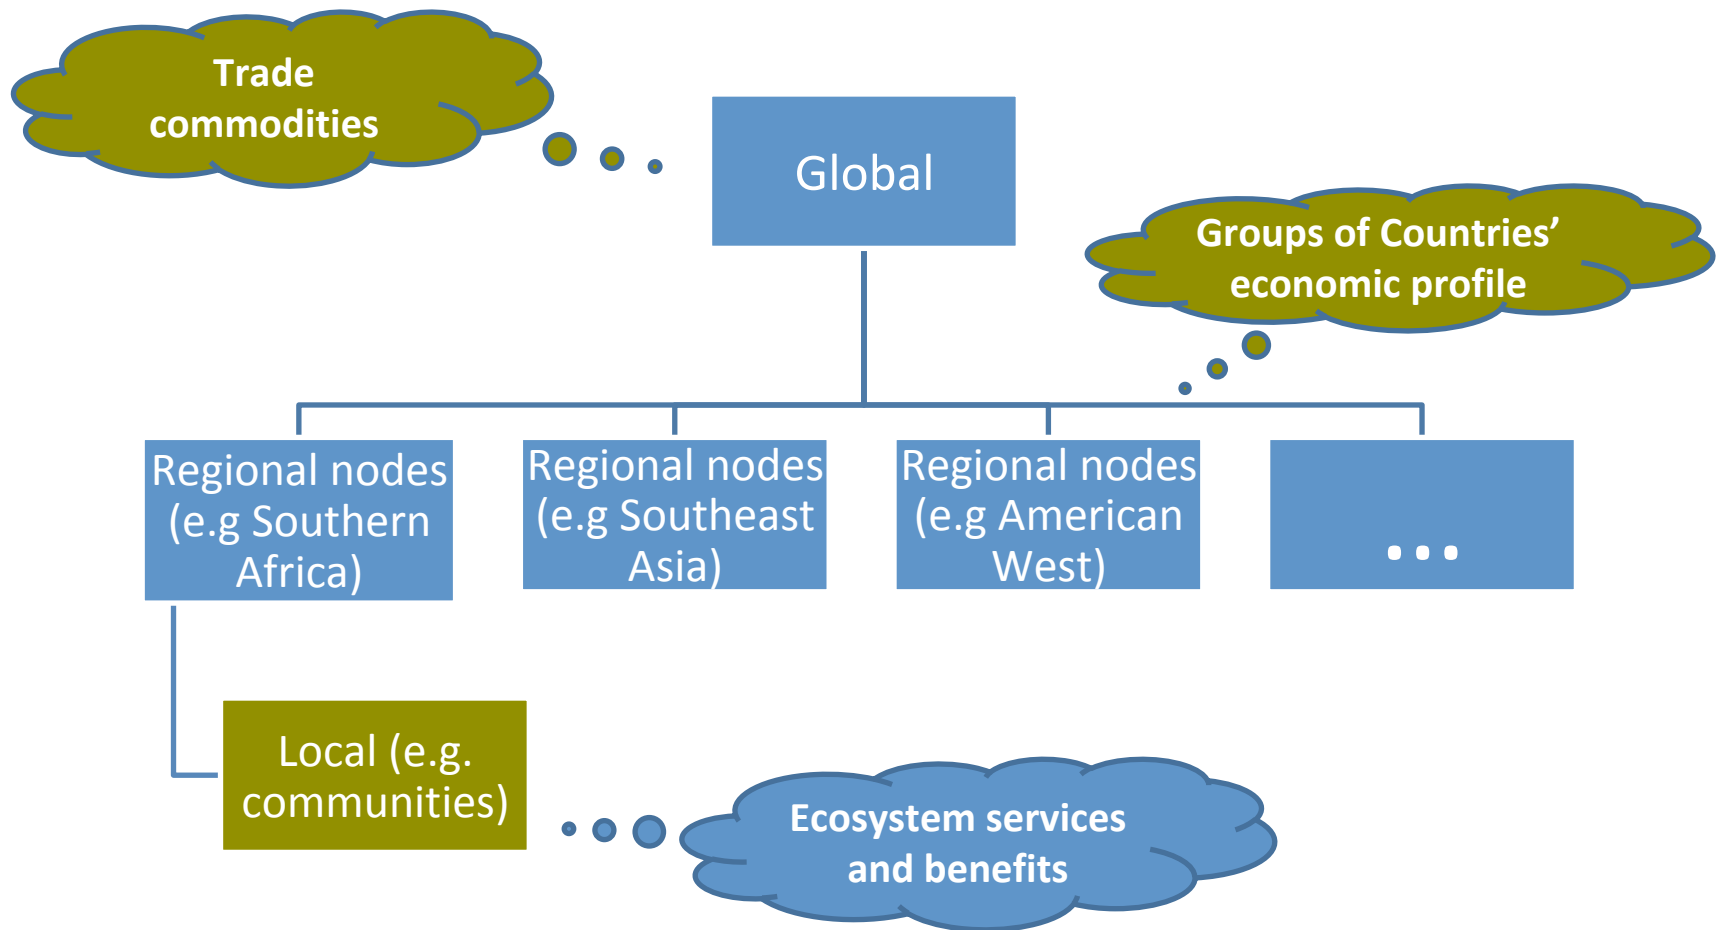 Trade
commodities
Global
Groups of Countries’
economic profile
Regional nodes
(e.g Southern
Africa)
Regional nodes
(e.g Southeast
Asia)
Regional nodes
(e.g American
West)
...
Local (e.g.
communities)
Ecosystem services
and benefits